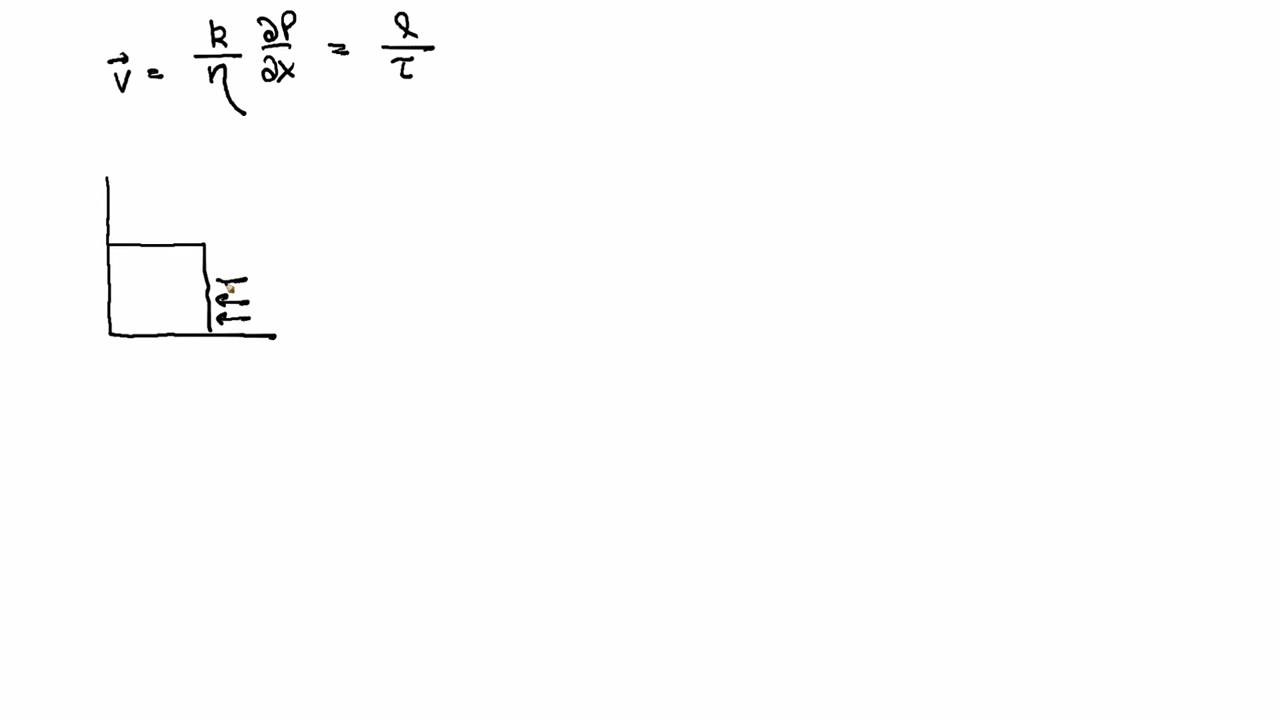 v⃗ = k/η ∂P/∂x = l/τ